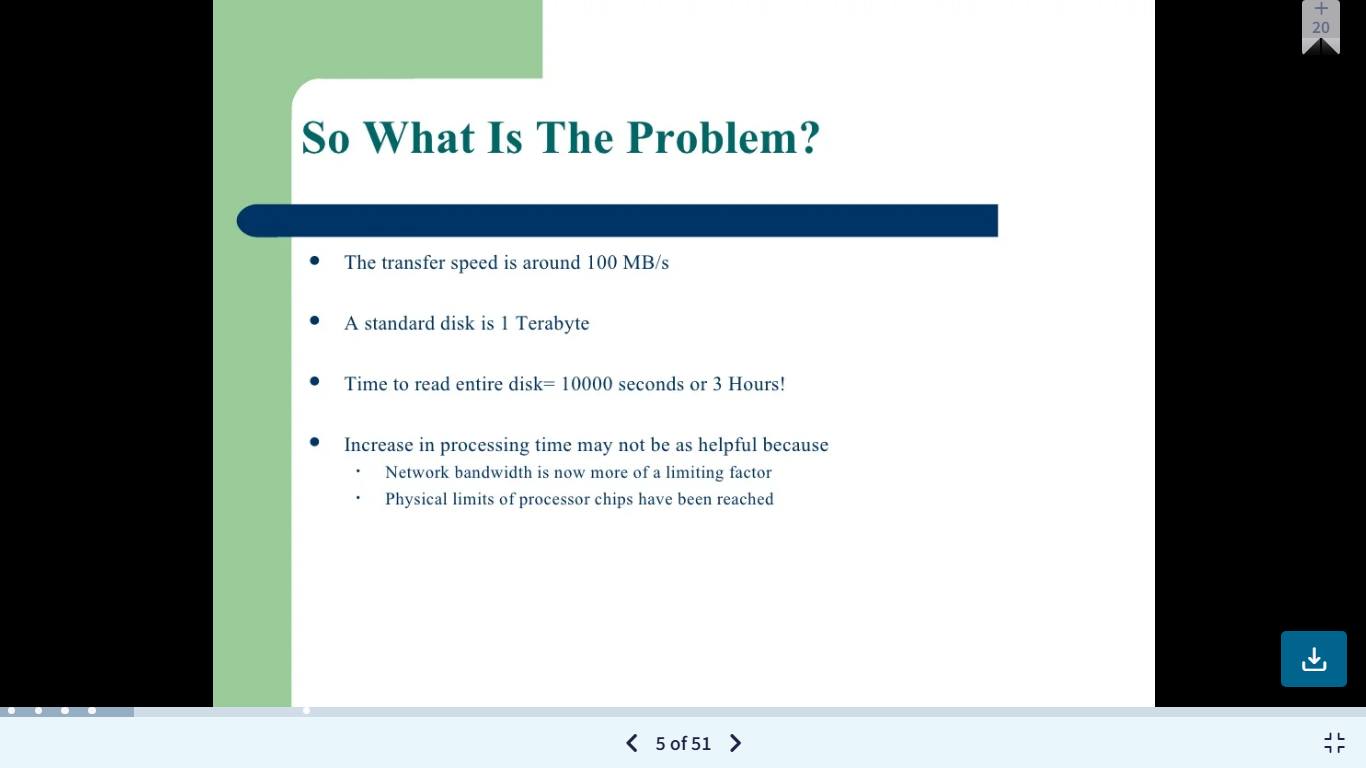 +
20
So What Is The Problem?
• The transfer speed is around 100 MB/s
• A standard disk is 1 Terabyte
• Time to read entire disk= 10000 seconds or 3 Hours!
• Increase in processing time may not be as helpful because
• Network bandwidth is now more of a limiting factor
• Physical limits of processor chips have been reached
5 of 51